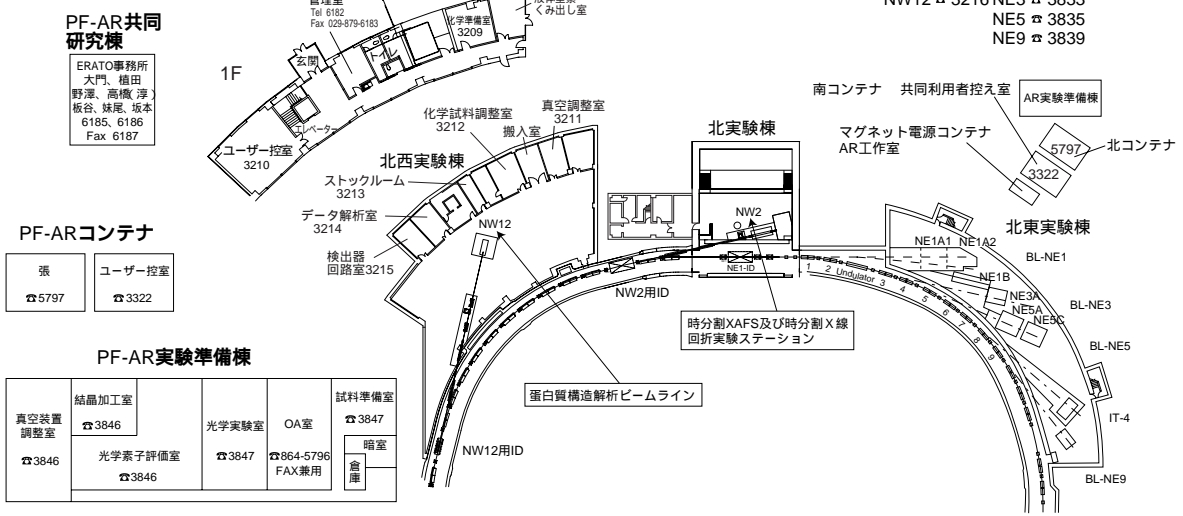 PF-AR共同
研究棟
ERATO事務所
大門、植田
野澤、高橋(淳)
板谷、妹尾、坂本
6185、6186
Fax 6187
1F
管理室
Tel 6182
Fax 029-879-6183
玄関
トイレ
化学準備室
3209
くみ出し室
エレベーター
ユーザー控室
3210
NW12 ☎ 3216 NE3 ☎ 3833
NE5 ☎ 3835
NE9 ☎ 3839
南コンテナ
共同利用者控え室
AR実験準備棟
マグネット電源コンテナ
AR工作室
5797
北コンテナ
3322
北西実験棟
化学試料調整室
3212
搬入室
真空調整室
3211
ストックルーム
3213
データ解析室
3214
検出器
回路室3215
NW12
北実験棟
NW2
NE1-ID
NW2用ID
北東実験棟
NE1A1
NE1A2
BL-NE1
NE1B
NE3A
BL-NE3
NE5A
NE5C
BL-NE5
IT-4
BL-NE9
1 2 Undulator 3 4 5 6 7 8 9
時分割XAFS及び時分割X線
回折実験ステーション
蛋白質構造解析ビームライン
NW12用ID
PF-ARコンテナ
張
☎5797
ユーザー控室
☎3322
PF-AR実験準備棟
真空装置
調整室
☎3846
結晶加工室
☎3846
光学素子評価室
☎3846
光学実験室
☎3847
OA室
☎864-5796
FAX兼用
試料準備室
☎3847
暗室
倉庫